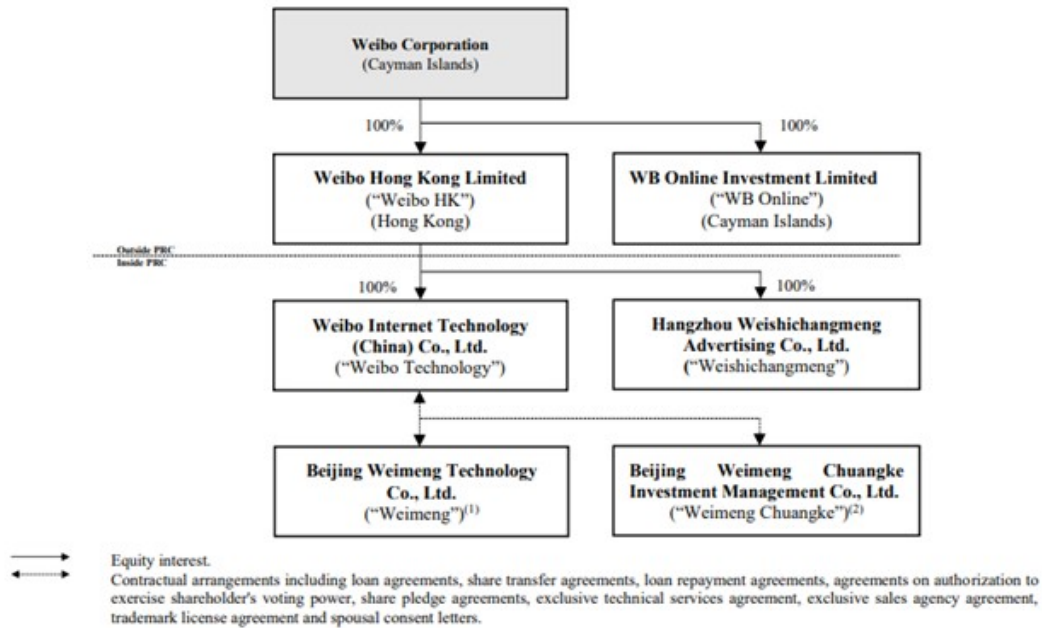 Weibo Corporation
(Cayman Islands)
100%
100%
Weibo Hong Kong Limited
(“Weibo HK”)
(Hong Kong)
WB Online Investment Limited
(“WB Online”)
(Cayman Islands)
Outside PRC
Inside PRC
100%
100%
Weibo Internet Technology
(China) Co., Ltd.
(“Weibo Technology”)
Hangzhou Weishichangmeng
Advertising Co., Ltd.
(“Weishichangmeng”)
Beijing Weimeng Technology
Co., Ltd.
(“Weimeng”)(1)
Beijing Weimeng Chuangke
Investment Management Co., Ltd.
(“Weimeng Chuangke”)(2)
Equity interest.
Contractual arrangements including loan agreements, share transfer agreements, loan repayment agreements, agreements on authorization to
exercise shareholder's voting power, share pledge agreements, exclusive technical services agreement, exclusive sales agency agreement,
trademark license agreement and spousal consent letters.